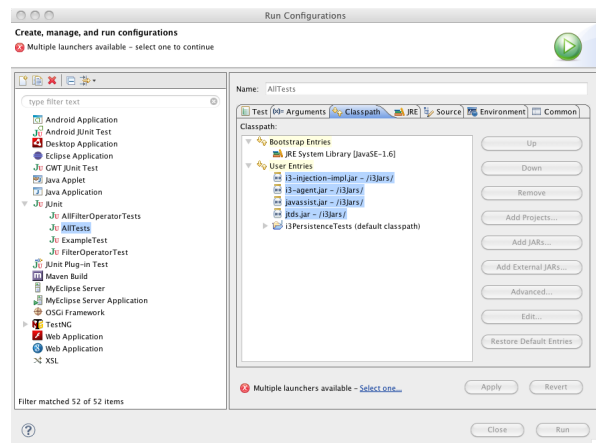 Run Configurations
Create, manage, and run configurations
Multiple launchers available - select one to continue
type filter text
Android Application
Android JUnit Test
Desktop Application
Eclipse Application
Ju GWT JUnit Test
Java Applet
Java Application
Ju JUnit
Ju AllFilterOperatorTests
Ju AllTests
Ju ExampleTest
Ju FilterOperatorTest
JUnit Plug-in Test
Maven Build
MyEclipse Server
MyEclipse Server Application
OSGi Framework
TestNG
Web Application
Web Application
XSL
Filter matched 52 of 52 items
Name: AllTests
Test (x)= Arguments Classpath JRE Source Environment Common
Classpath:
Bootstrap Entries
JRE System Library [JavaSE-1.6]
User Entries
i3-injection-impl.jar - /i3Jars/
i3-agent.jar - /i3Jars/
javassist.jar - /i3Jars/
jtds.jar - /i3Jars/
i3PersistenceTests (default classpath)
Up
Down
Remove
Add Projects...
Add JARs...
Add External JARs...
Advanced...
Edit...
Restore Default Entries
Multiple launchers available - Select one...
Apply Revert
?
Close Run